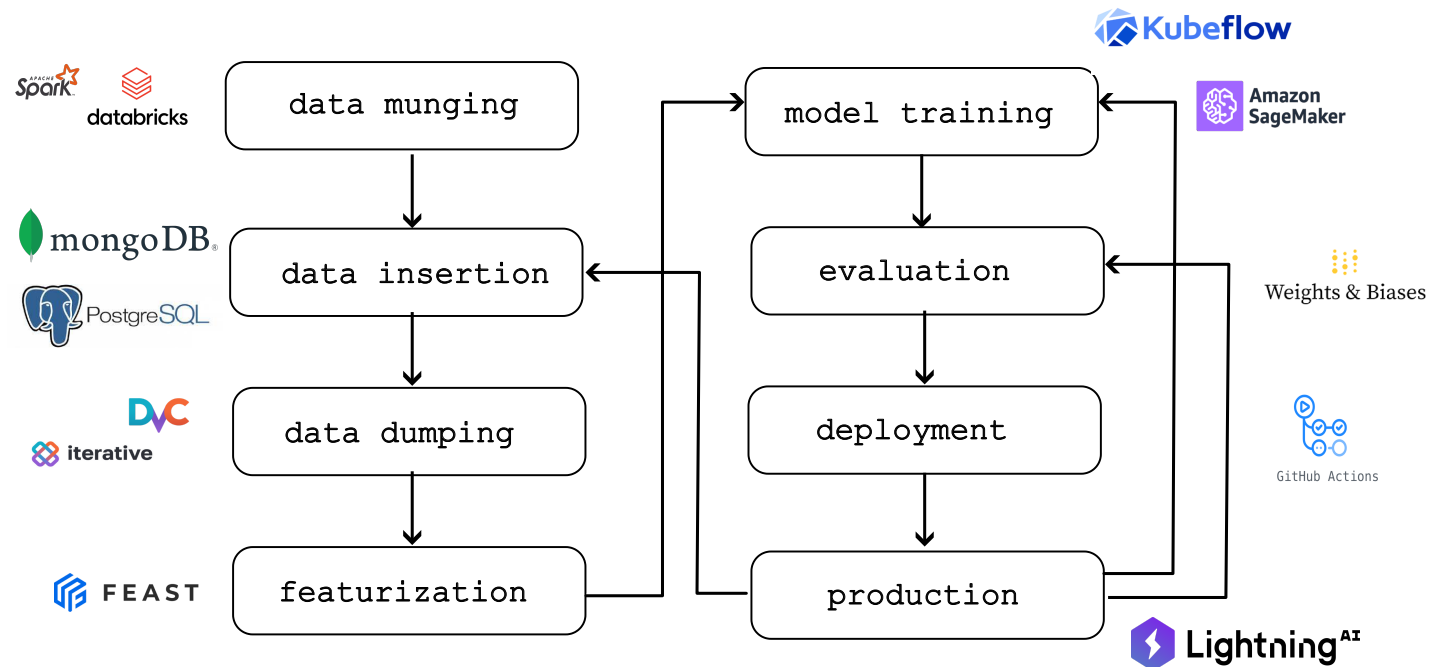 Kubeflow
APACHE
Spark
databricks
data munging
model training
Amazon
SageMaker
mongoDB®
data insertion
evaluation
Weights & Biases
PostgreSQL
DVC
iterative
data dumping
deployment
GitHub Actions
FEAST
featurization
production
Lightning AI